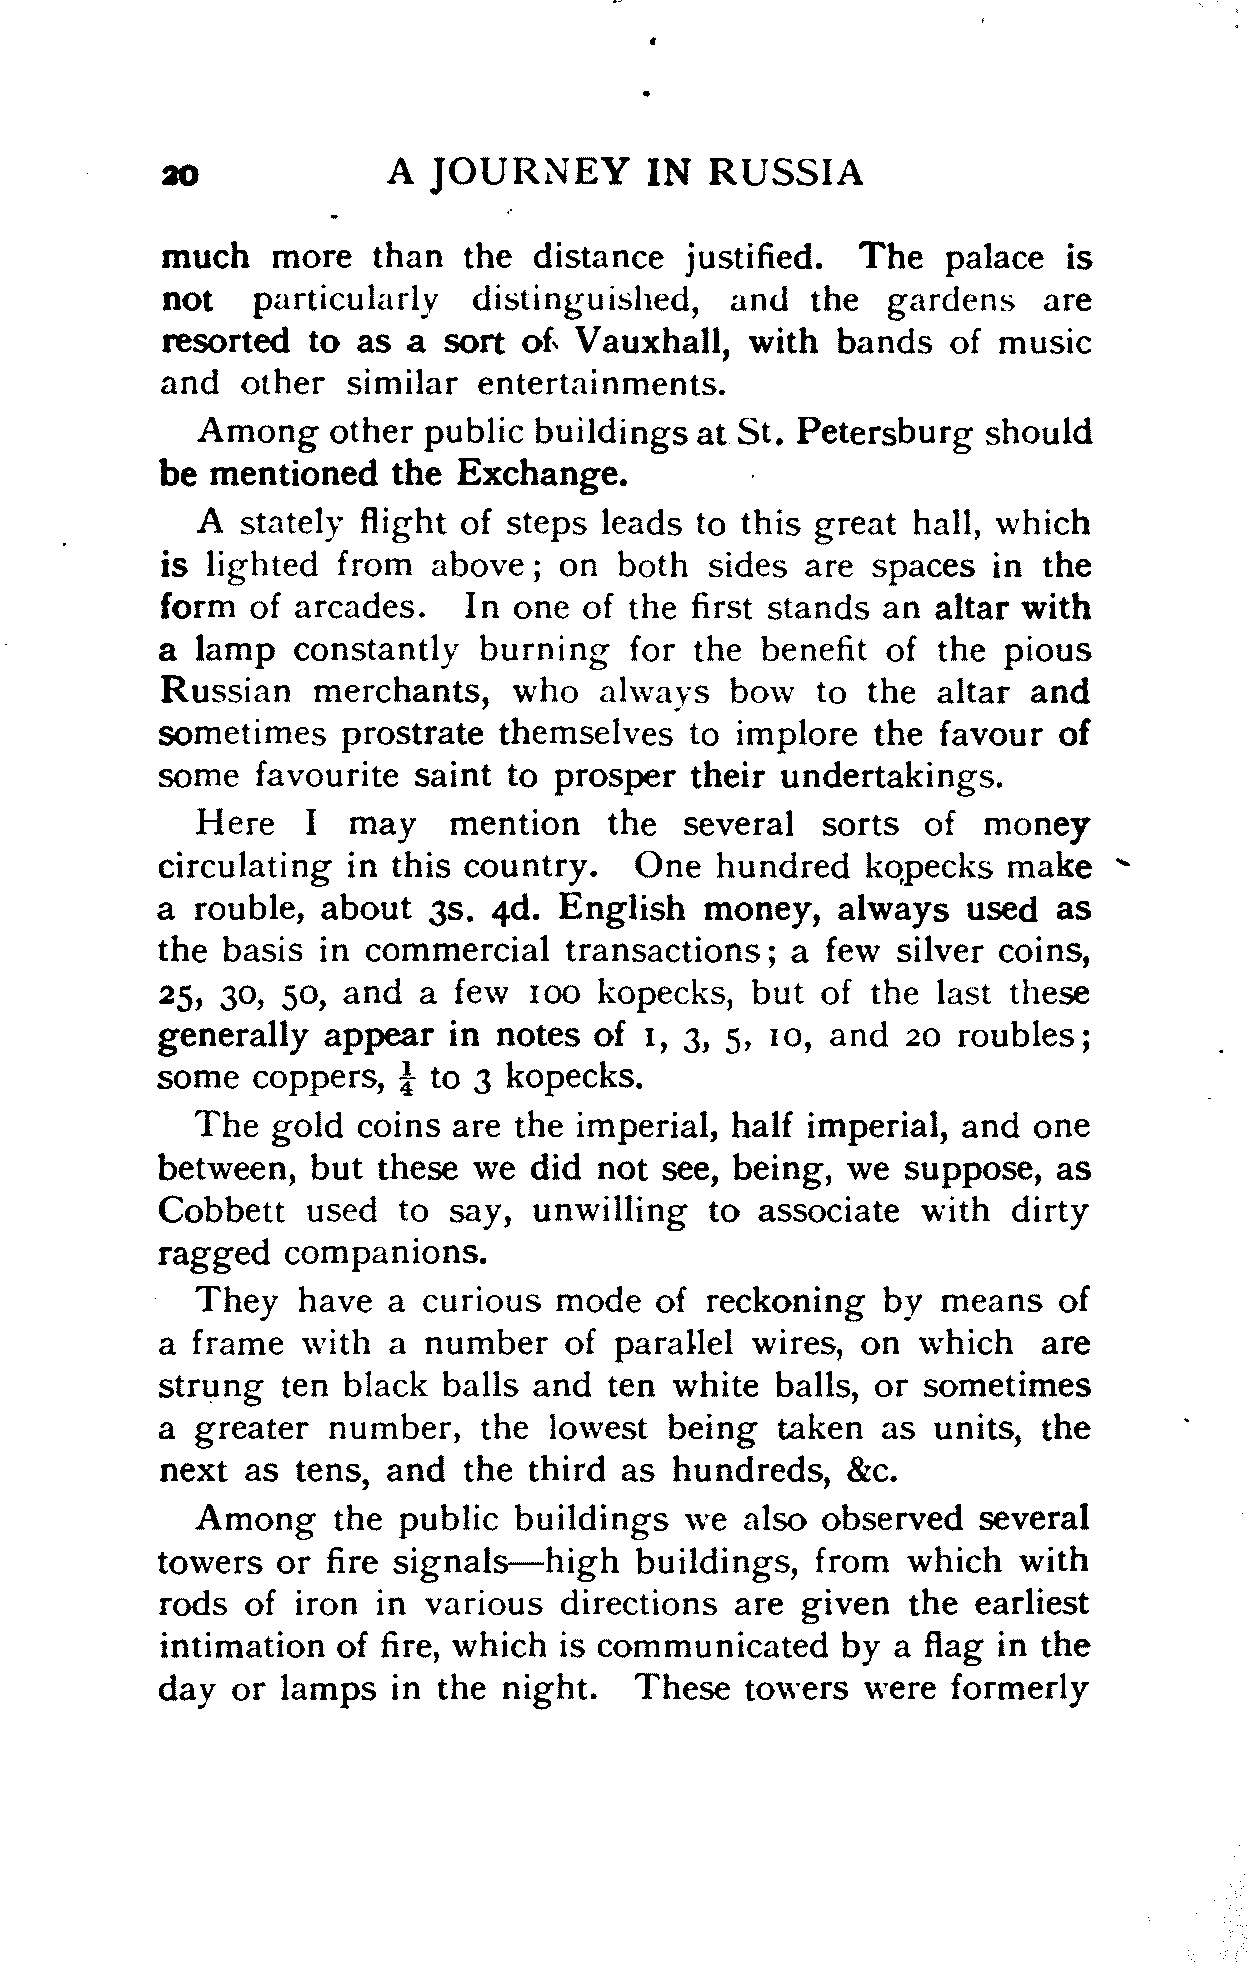 20 A JOURNEY IN RUSSIA
much more than the distance justified. The palace is
not particularly distinguished, and the gardens are
resorted to as a sort of Vauxhall, with bands of music
and other similar entertainments.
Among other public buildings at St. Petersburg should
be mentioned the Exchange.
A stately flight of steps leads to this great hall, which
is lighted from above; on both sides are spaces in the
form of arcades. In one of the first stands an altar with
a lamp constantly burning for the benefit of the pious
Russian merchants, who always bow to the altar and
sometimes prostrate themselves to implore the favour of
some favourite saint to prosper their undertakings.
Here I may mention the several sorts of money
circulating in this country. One hundred kopecks make
a rouble, about 3s. 4d. English money, always used as
the basis in commercial transactions; a few silver coins,
25, 30, 50, and a few 100 kopecks, but of the last these
generally appear in notes of 1, 3, 5, 10, and 20 roubles;
some coppers, ¼ to 3 kopecks.
The gold coins are the imperial, half imperial, and one
between, but these we did not see, being, we suppose, as
Cobbett used to say, unwilling to associate with dirty
ragged companions.
They have a curious mode of reckoning by means of
a frame with a number of parallel wires, on which are
strung ten black balls and ten white balls, or sometimes
a greater number, the lowest being taken as units, the
next as tens, and the third as hundreds, &c.
Among the public buildings we also observed several
towers or fire signals—high buildings, from which with
rods of iron in various directions are given the earliest
intimation of fire, which is communicated by a flag in the
day or lamps in the night. These towers were formerly